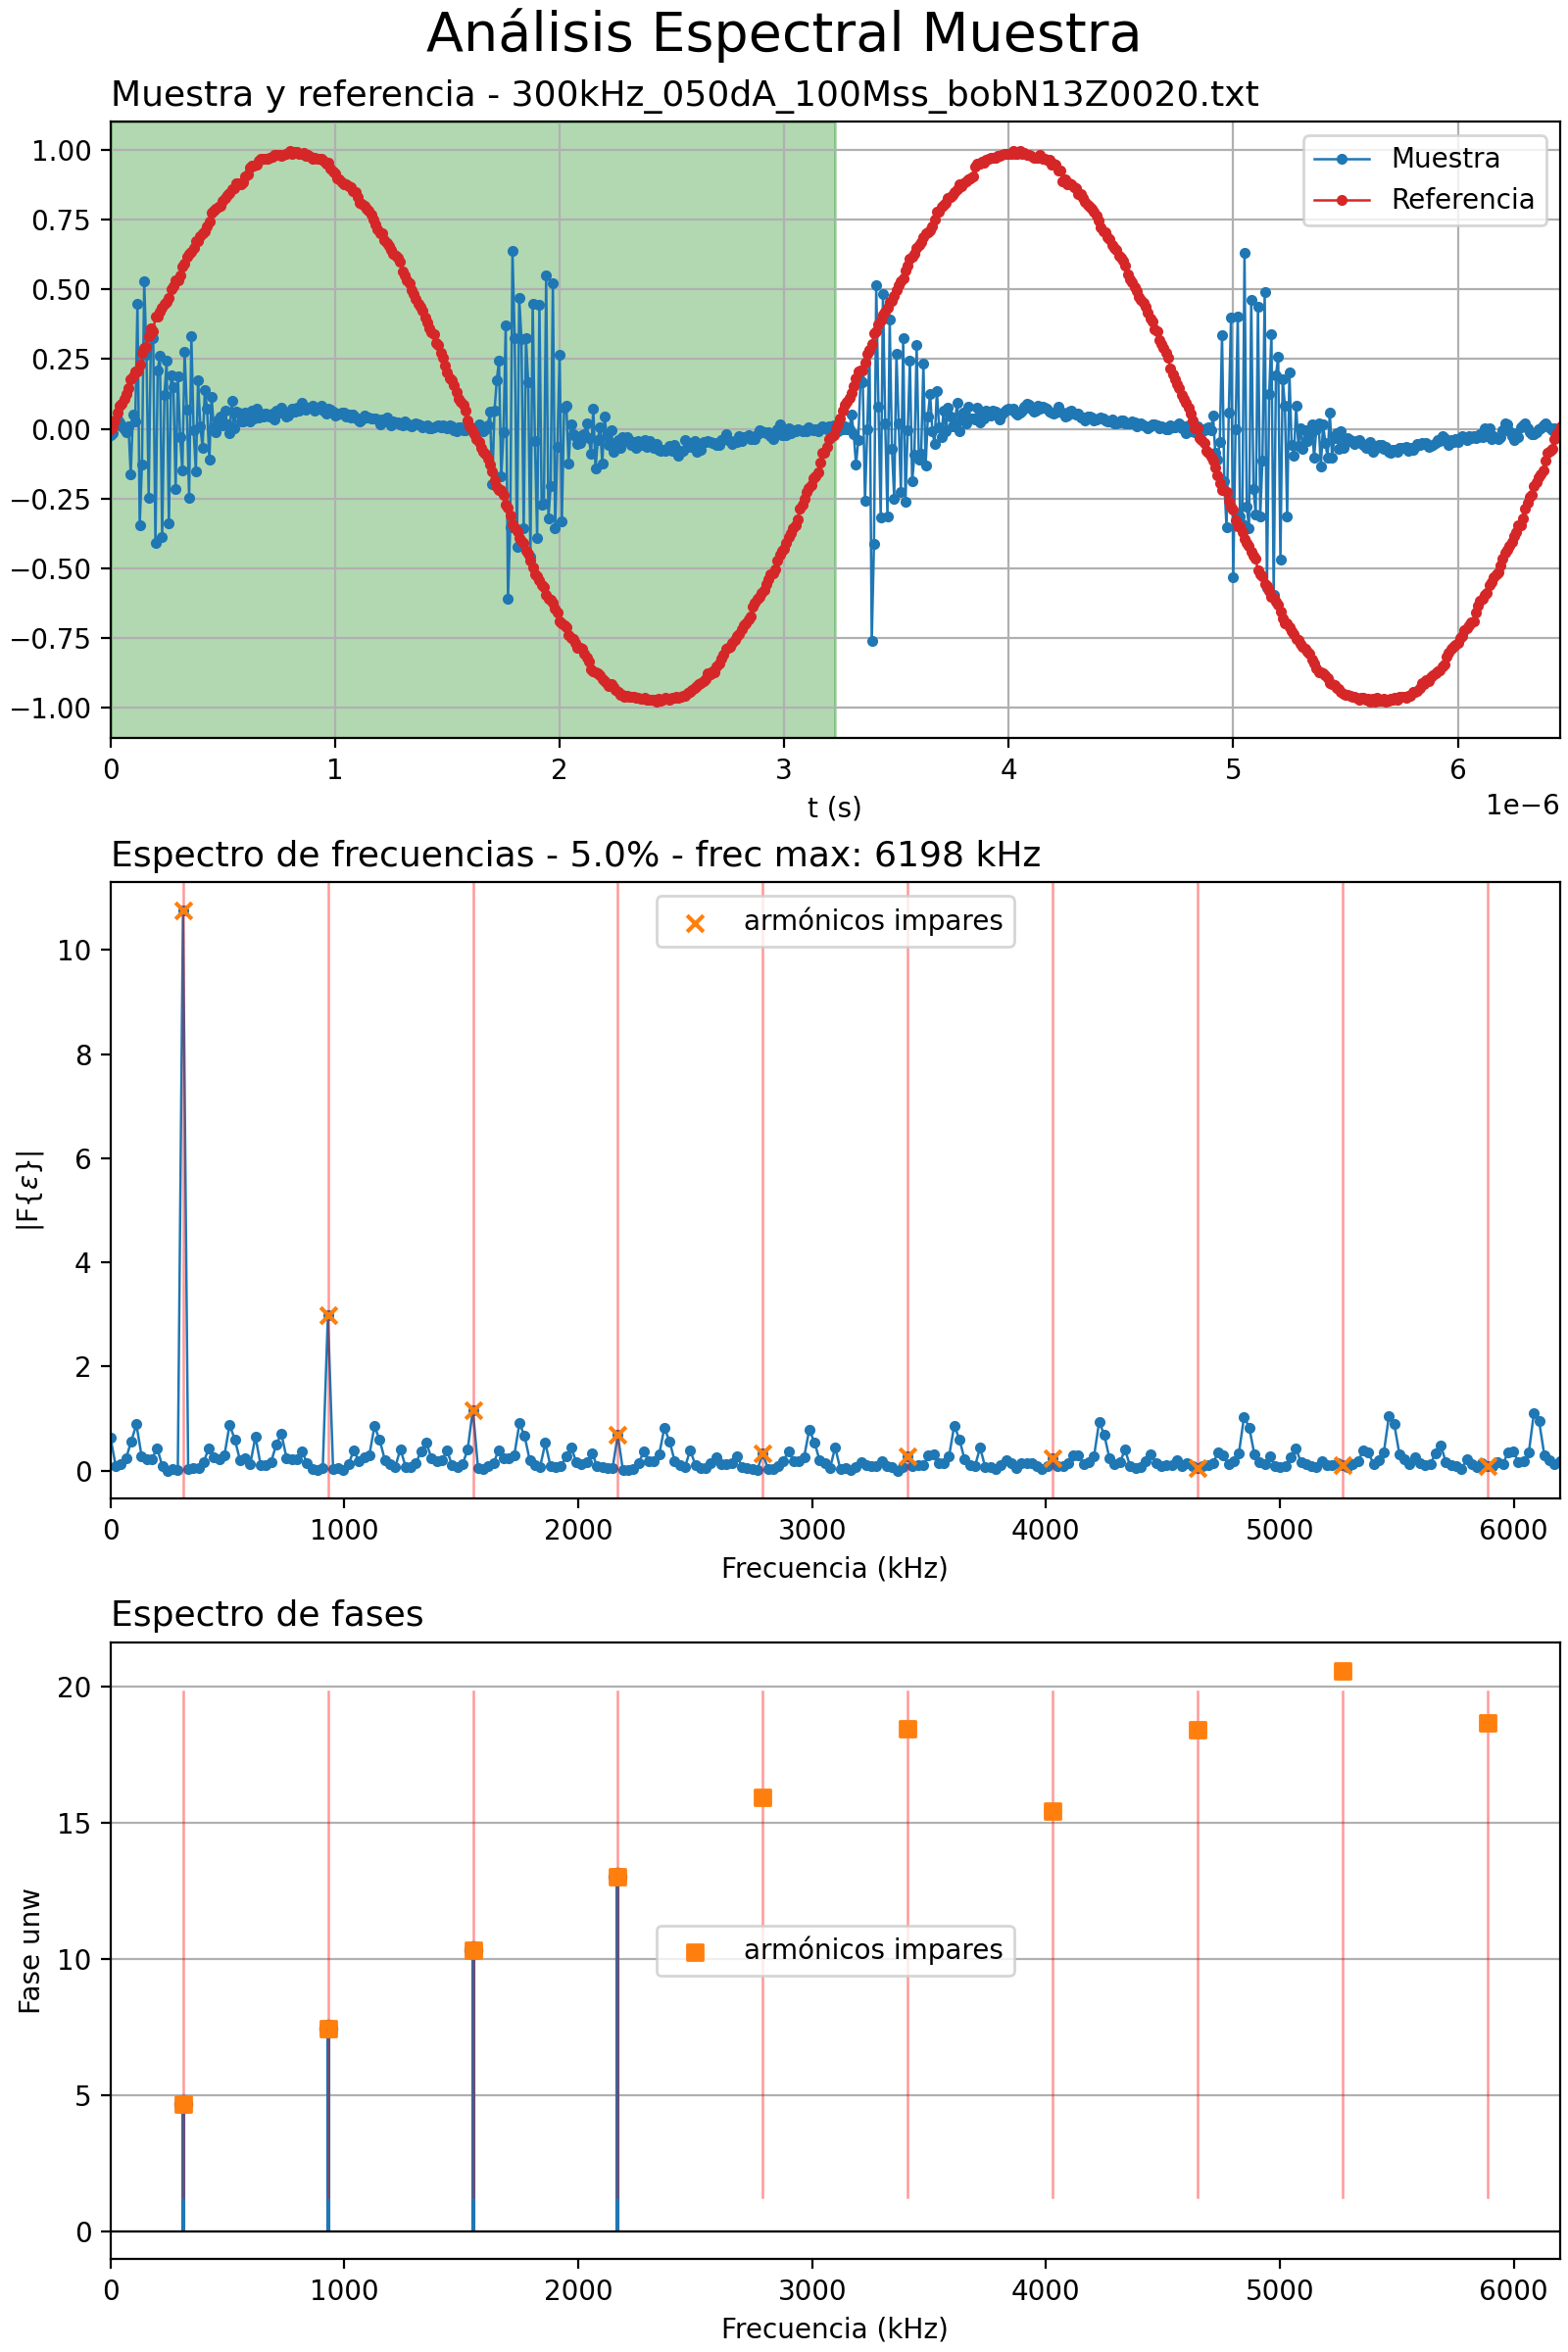 Análisis Espectral Muestra
Muestra y referencia - 300kHz_050dA_100Mss_bobN13Z0020.txt
1.00
0.75
0.50
0.25
0.00
−0.25
−0.50
−0.75
−1.00
Muestra
Referencia
0 1 2 3 4 5 6
t (s)
1e−6
Espectro de frecuencias - 5.0% - frec max: 6198 kHz
armónicos impares
|F{ε}|
10
8
6
4
2
0
0 1000 2000 3000 4000 5000 6000
Frecuencia (kHz)
Espectro de fases
Fase unw
20
15
10
5
0
armónicos impares
0 1000 2000 3000 4000 5000 6000
Frecuencia (kHz)